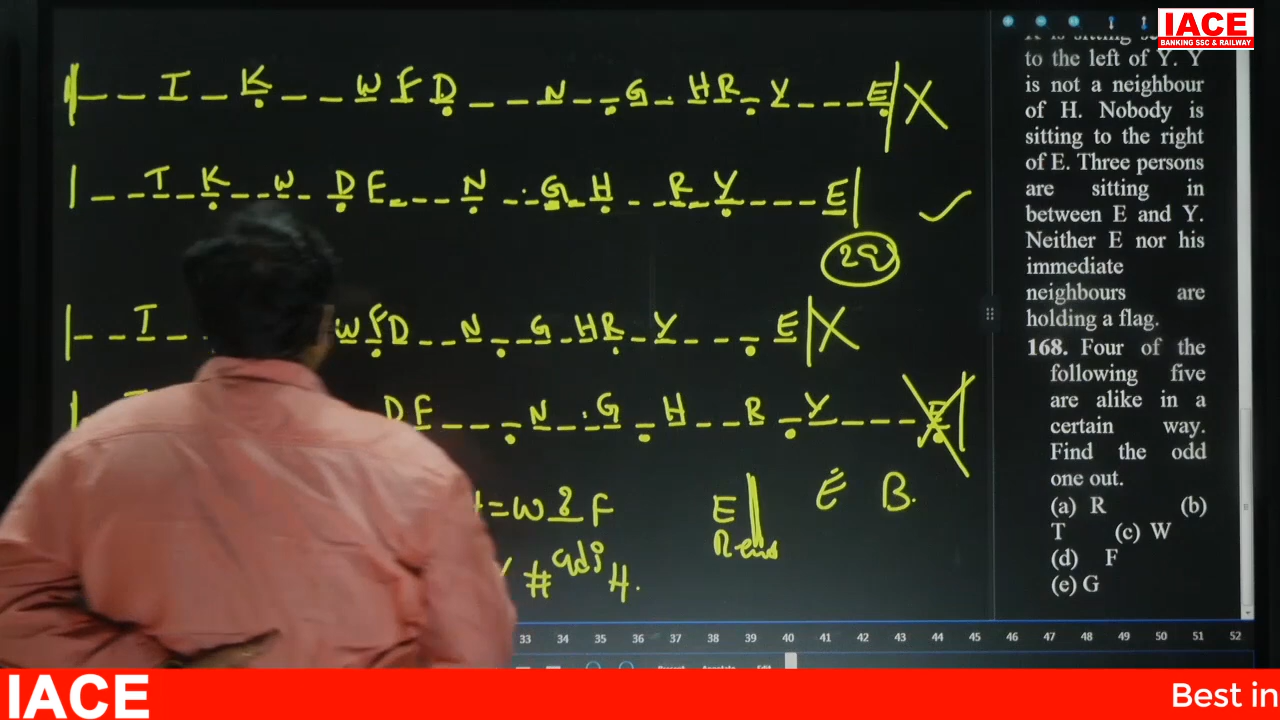 IACE
BANKING SSC & RAILWAY
to the left of Y. Y
is not a neighbour
of H. Nobody is
sitting to the right
of E. Three persons
are sitting in
between E and Y.
Neither E nor his
immediate
neighbours are
holding a flag.
168. Four of the
following five
are alike in a
certain way.
Find the odd
one out.
(a) R (b)
T (c) W
(d) F
(e) G
I K W F D N G H R Y E X
T K W D F N G H R Y E
I W F D N G H R Y E X
D F N G H R Y E
= W F E E B.
R end
# adj H.
33 34 35 36 37 38 39 40 41 42 43 44 45 46 47 48 49 50 51 52
IACE
Best in